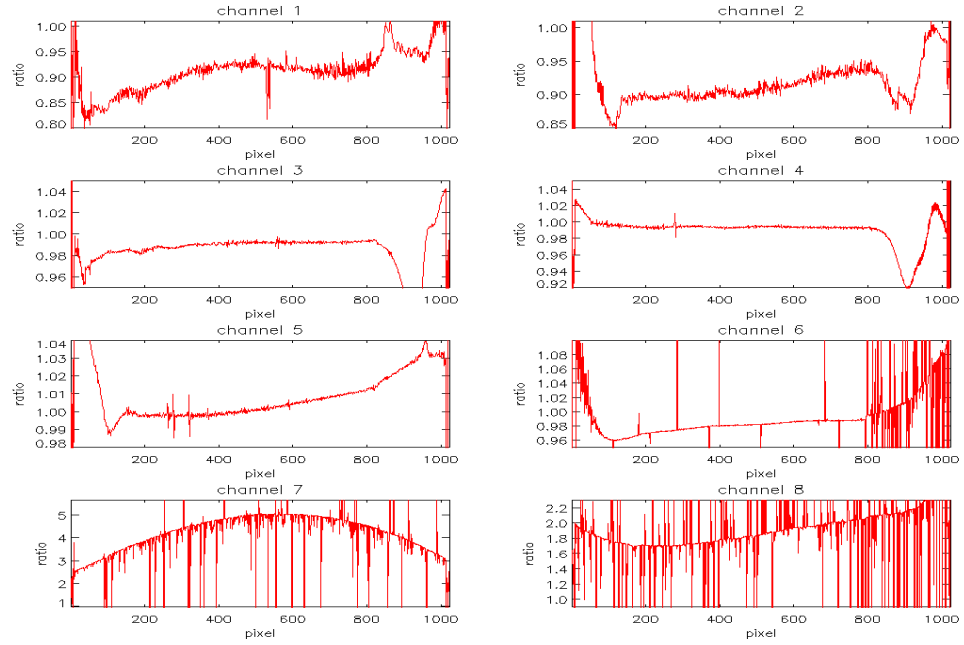 channel 1
1.00
0.95
0.90
0.85
0.80
ratio
200 400 600 800 1000
pixel
channel 2
1.00
0.95
0.90
0.85
ratio
200 400 600 800 1000
pixel
channel 3
1.04
1.02
1.00
0.98
0.96
ratio
200 400 600 800 1000
pixel
channel 4
1.04
1.02
1.00
0.98
0.96
0.94
0.92
ratio
200 400 600 800 1000
pixel
channel 5
1.04
1.03
1.02
1.01
1.00
0.99
0.98
ratio
200 400 600 800 1000
pixel
channel 6
1.08
1.06
1.04
1.02
1.00
0.98
0.96
ratio
200 400 600 800 1000
pixel
channel 7
5
4
3
2
1
ratio
200 400 600 800 1000
pixel
channel 8
2.2
2.0
1.8
1.6
1.4
1.2
1.0
ratio
200 400 600 800 1000
pixel